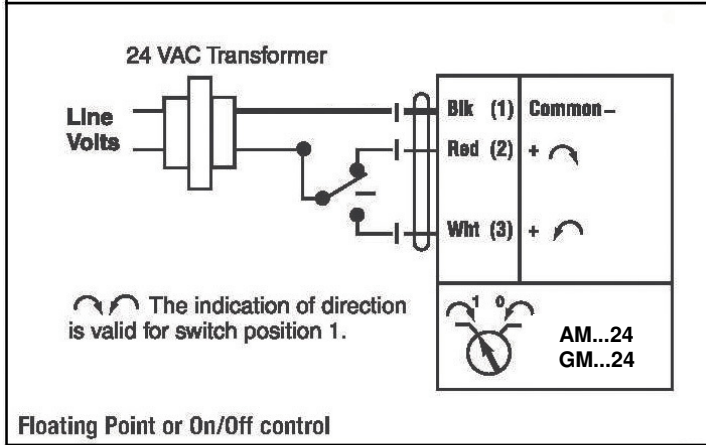 24 VAC Transformer
Line
Volts
Blk (1) Common –
Red (2) +
Wht (3) +
The indication of direction
is valid for switch position 1.
1 0
AM...24
GM...24
Floating Point or On/Off control